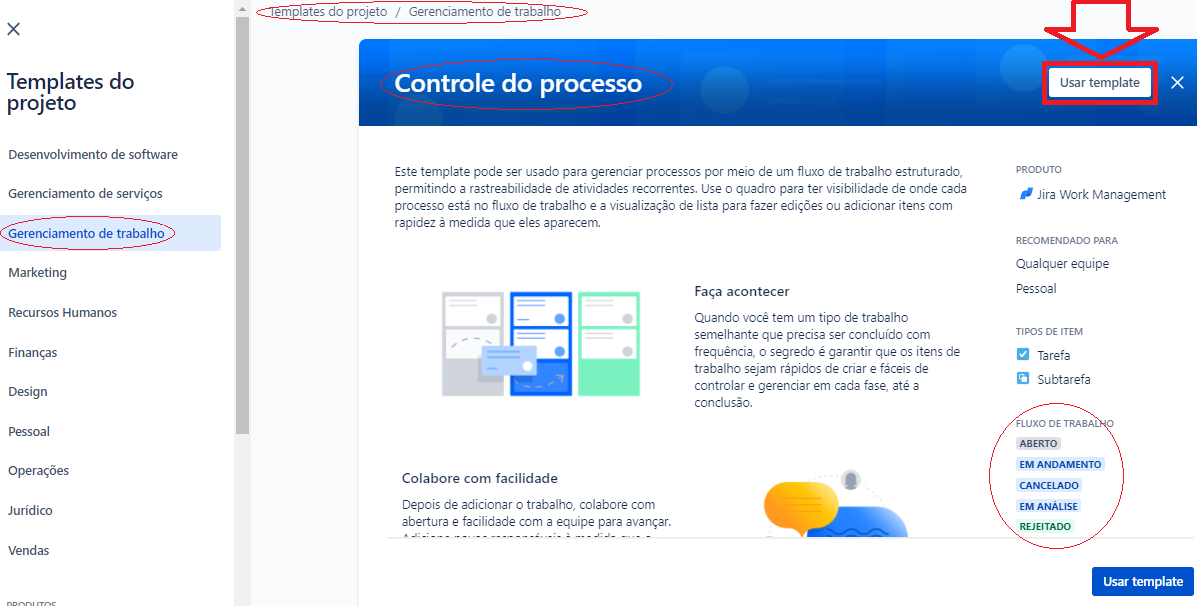 Templates do projeto / Gerenciamento de trabalho
Templates do
projeto
Desenvolvimento de software
Gerenciamento de serviços
Gerenciamento de trabalho
Marketing
Recursos Humanos
Finanças
Design
Pessoal
Operações
Jurídico
Vendas
PRODUTOS
Controle do processo
Usar template
Este template pode ser usado para gerenciar processos por meio de um fluxo de trabalho estruturado,
permitindo a rastreabilidade de atividades recorrentes. Use o quadro para ter visibilidade de onde cada
processo está no fluxo de trabalho e a visualização de lista para fazer edições ou adicionar itens com
rapidez à medida que eles aparecem.
Faça acontecer
Quando você tem um tipo de trabalho
semelhante que precisa ser concluído com
frequência, o segredo é garantir que os itens de
trabalho sejam rápidos de criar e fáceis de
controlar e gerenciar em cada fase, até a
conclusão.
Colabore com facilidade
Depois de adicionar o trabalho, colabore com
abertura e facilidade com a equipe para avançar.
Adicione novos responsáveis à medida que o
PRODUTO
Jira Work Management
RECOMENDADO PARA
Qualquer equipe
Pessoal
TIPOS DE ITEM
Tarefa
Subtarefa
FLUXO DE TRABALHO
ABERTO
EM ANDAMENTO
CANCELADO
EM ANÁLISE
REJEITADO
Usar template